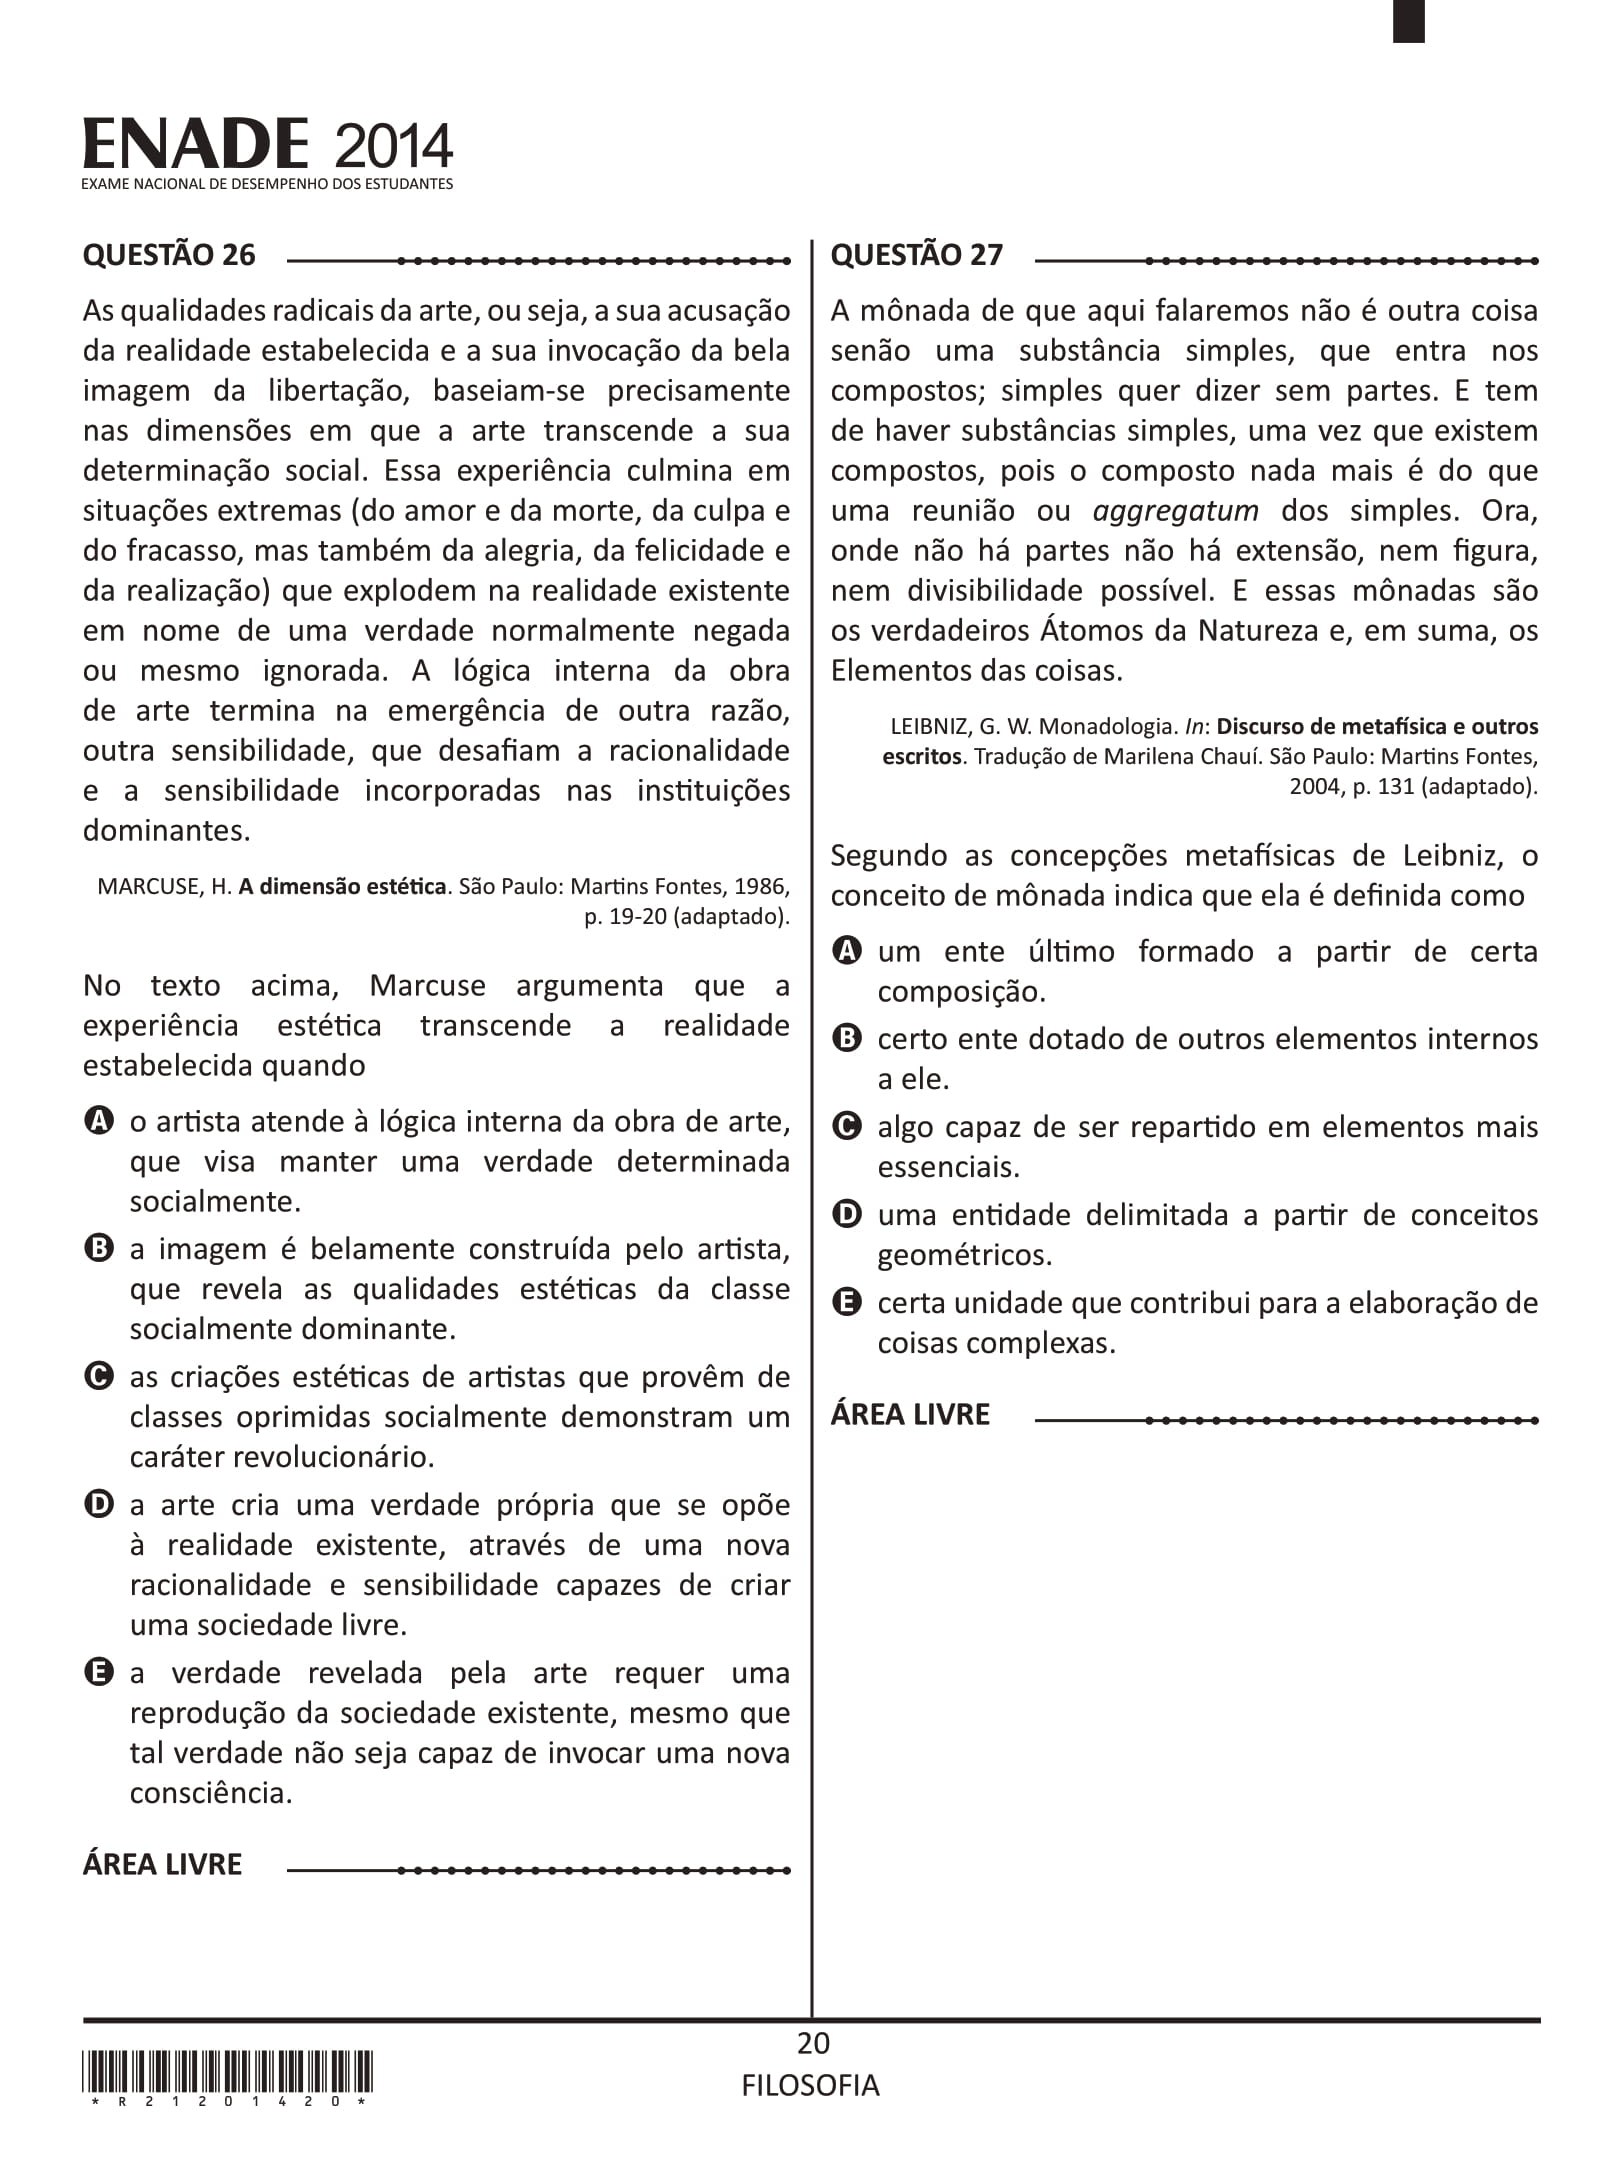 ENADE 2014
EXAME NACIONAL DE DESEMPENHO DOS ESTUDANTES
QUESTÃO 26
As qualidades radicais da arte, ou seja, a sua acusação
da realidade estabelecida e a sua invocação da bela
imagem da libertação, baseiam-se precisamente
nas dimensões em que a arte transcende a sua
determinação social. Essa experiência culmina em
situações extremas (do amor e da morte, da culpa e
do fracasso, mas também da alegria, da felicidade e
da realização) que explodem na realidade existente
em nome de uma verdade normalmente negada
ou mesmo ignorada. A lógica interna da obra
de arte termina na emergência de outra razão,
outra sensibilidade, que desafiam a racionalidade
e a sensibilidade incorporadas nas instituições
dominantes.
MARCUSE, H. A dimensão estética. São Paulo: Martins Fontes, 1986,
p. 19-20 (adaptado).
No texto acima, Marcuse argumenta que a
experiência estética transcende a realidade
estabelecida quando
A o artista atende à lógica interna da obra de arte,
que visa manter uma verdade determinada
socialmente.
B a imagem é belamente construída pelo artista,
que revela as qualidades estéticas da classe
socialmente dominante.
C as criações estéticas de artistas que provêm de
classes oprimidas socialmente demonstram um
caráter revolucionário.
D a arte cria uma verdade própria que se opõe
à realidade existente, através de uma nova
racionalidade e sensibilidade capazes de criar
uma sociedade livre.
E a verdade revelada pela arte requer uma
reprodução da sociedade existente, mesmo que
tal verdade não seja capaz de invocar uma nova
consciência.
ÁREA LIVRE
QUESTÃO 27
A mônada de que aqui falaremos não é outra coisa
senão uma substância simples, que entra nos
compostos; simples quer dizer sem partes. E tem
de haver substâncias simples, uma vez que existem
compostos, pois o composto nada mais é do que
uma reunião ou aggregatum dos simples. Ora,
onde não há partes não há extensão, nem figura,
nem divisibilidade possível. E essas mônadas são
os verdadeiros Átomos da Natureza e, em suma, os
Elementos das coisas.
LEIBNIZ, G. W. Monadologia. In: Discurso de metafísica e outros
escritos. Tradução de Marilena Chauí. São Paulo: Martins Fontes,
2004, p. 131 (adaptado).
Segundo as concepções metafísicas de Leibniz, o
conceito de mônada indica que ela é definida como
A um ente último formado a partir de certa
composição.
B certo ente dotado de outros elementos internos
a ele.
C algo capaz de ser repartido em elementos mais
essenciais.
D uma entidade delimitada a partir de conceitos
geométricos.
E certa unidade que contribui para a elaboração de
coisas complexas.
ÁREA LIVRE
20
FILOSOFIA
*R21201420*